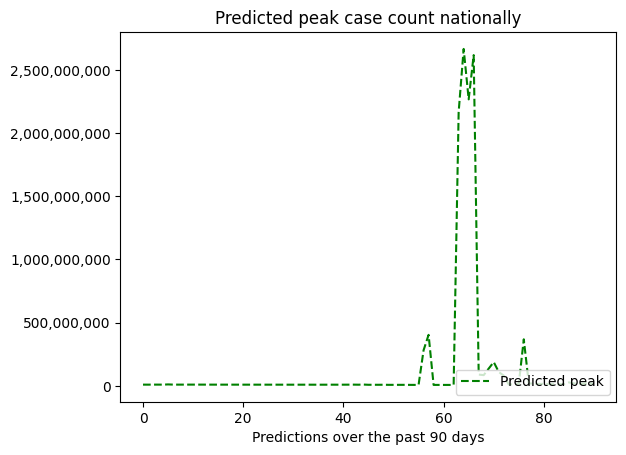 Predicted peak case count nationally
2,500,000,000
2,000,000,000
1,500,000,000
1,000,000,000
500,000,000
0
Predicted peak
0 20 40 60 80
Predictions over the past 90 days